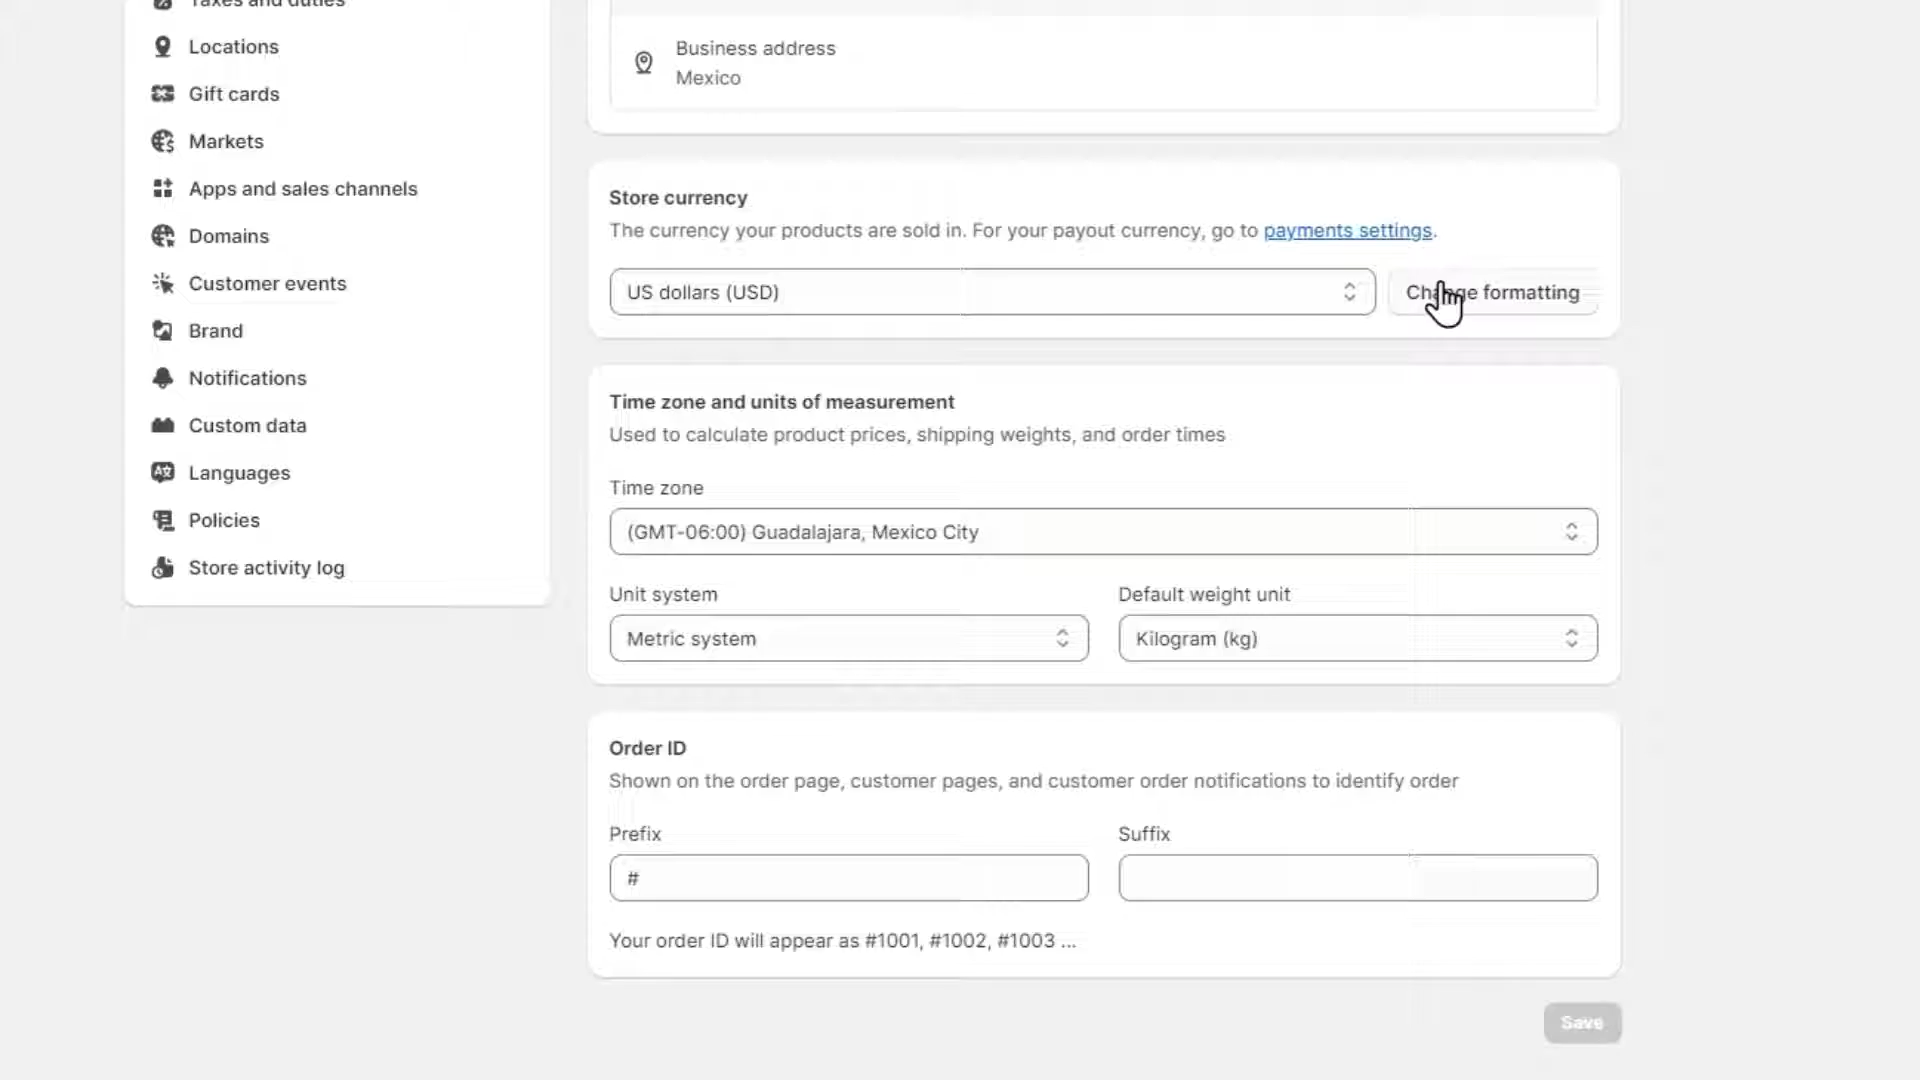 Taxes and duties
Locations
Gift cards
Markets
Apps and sales channels
Domains
Customer events
Brand
Notifications
Custom data
Languages
Policies
Store activity log
Business address
Mexico
Store currency
The currency your products are sold in. For your payout currency, go to payments settings.
US dollars (USD)
Change formatting
Time zone and units of measurement
Used to calculate product prices, shipping weights, and order times
Time zone
(GMT-06:00) Guadalajara, Mexico City
Unit system
Default weight unit
Metric system
Kilogram (kg)
Order ID
Shown on the order page, customer pages, and customer order notifications to identify order
Prefix
Suffix
#
Your order ID will appear as #1001, #1002, #1003 ...
Save